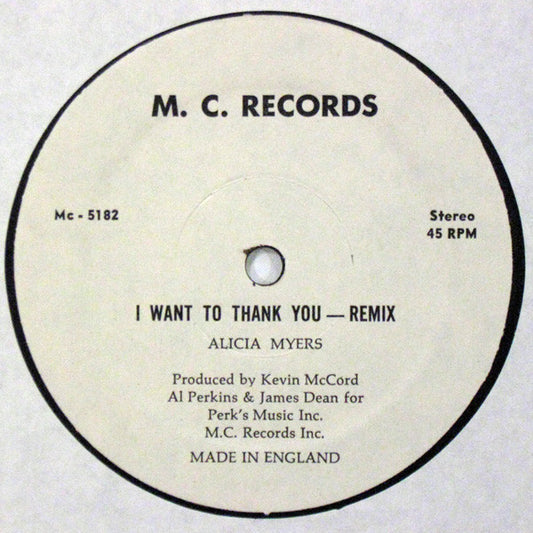 M. C. RECORDS
Mc - 5182
Stereo
45 RPM
I WANT TO THANK YOU — REMIX
ALICIA MYERS
Produced by Kevin McCord
Al Perkins & James Dean for
Perk's Music Inc.
M.C. Records Inc.
MADE IN ENGLAND